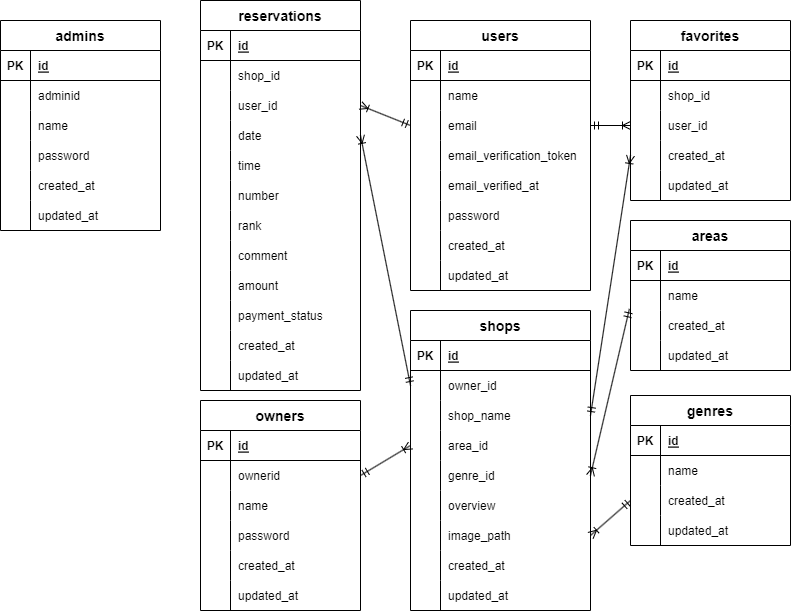 admins
PK id
adminid
name
password
created_at
updated_at
reservations
PK id
shop_id
user_id
date
time
number
rank
comment
amount
payment_status
created_at
updated_at
owners
PK id
ownerid
name
password
created_at
updated_at
users
PK id
name
email
email_verification_token
email_verified_at
password
created_at
updated_at
shops
PK id
owner_id
shop_name
area_id
genre_id
overview
image_path
created_at
updated_at
favorites
PK id
shop_id
user_id
created_at
updated_at
areas
PK id
name
created_at
updated_at
genres
PK id
name
created_at
updated_at